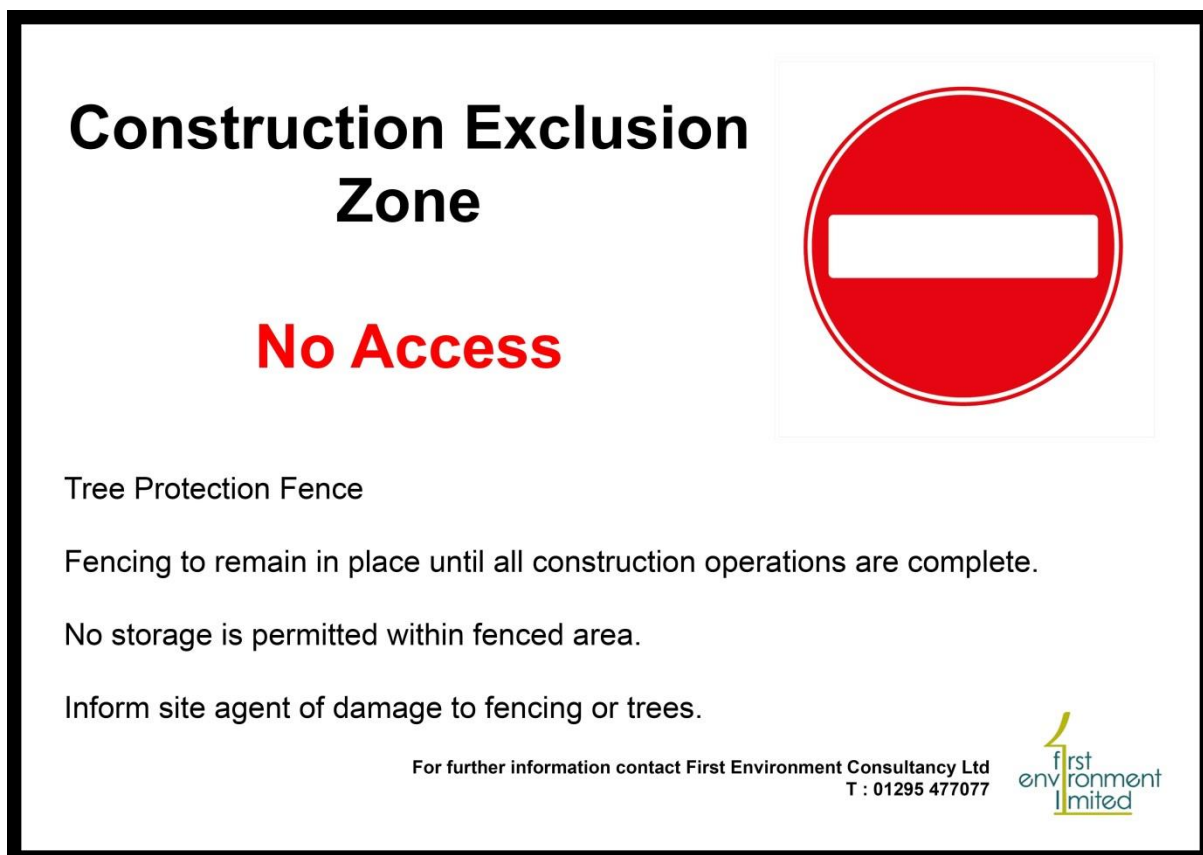 Construction Exclusion
Zone
No Access
Tree Protection Fence
Fencing to remain in place until all construction operations are complete.
No storage is permitted within fenced area.
Inform site agent of damage to fencing or trees.
For further information contact First Environment Consultancy Ltd
T : 01295 477077
first
environment
limited